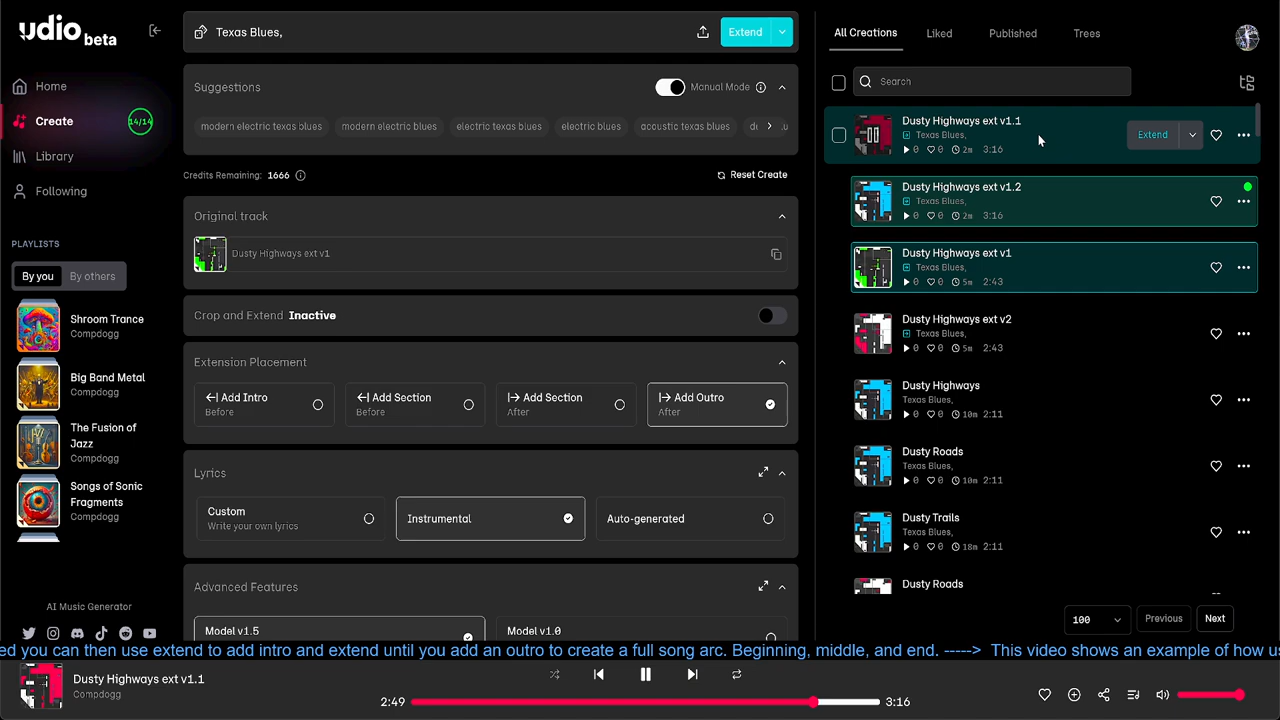 udio beta
Home
Create
14/14
Library
Following
PLAYLISTS
By you
By others
Shroom Trance
Compdogg
Big Band Metal
Compdogg
The Fusion of
Jazz
Compdogg
Songs of Sonic
Fragments
Compdogg
AI Music Generator
Texas Blues,
Extend
Suggestions
Manual Mode
modern electric texas blues
modern electric blues
electric texas blues
electric blues
acoustic texas blues
Credits Remaining: 1666
Reset Create
Original track
Dusty Highways ext v1
Crop and Extend Inactive
Extension Placement
Add Intro
Before
Add Section
Before
Add Section
After
Add Outro
After
Lyrics
Custom
Write your own lyrics
Instrumental
Auto-generated
Advanced Features
Model v1.5
Model v1.0
All Creations
Liked
Published
Trees
Search
Dusty Highways ext v1.1
Texas Blues,
0 0 2m 3:16
Extend
Dusty Highways ext v1.2
Texas Blues,
0 0 2m 3:16
Dusty Highways ext v1
Texas Blues,
0 0 5m 2:43
Dusty Highways ext v2
Texas Blues,
0 0 5m 2:43
Dusty Highways
Texas Blues,
0 0 10m 2:11
Dusty Roads
Texas Blues,
0 0 10m 2:11
Dusty Trails
Texas Blues,
0 0 18m 2:11
Dusty Roads
100
Previous
Next
ed you can then use extend to add intro and extend until you add an outro to create a full song arc. Beginning, middle, and end. -----> This video shows an example of how us
Dusty Highways ext v1.1
Compdogg
2:49
3:16